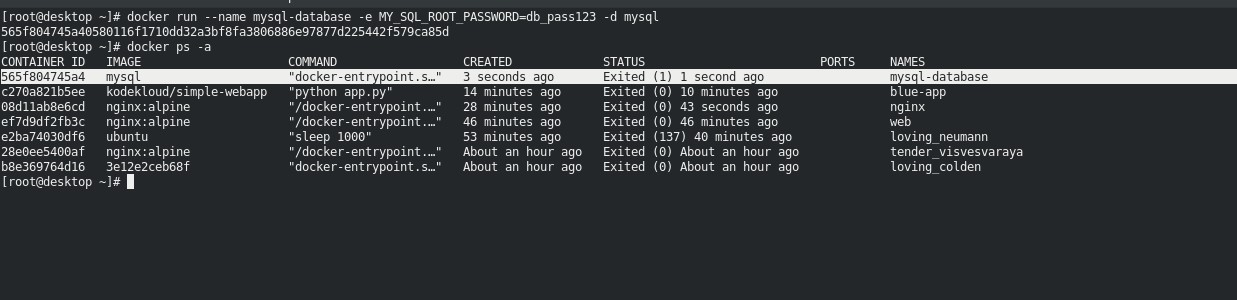 [root@desktop ~]# docker run --name mysql-database -e MY_SQL_ROOT_PASSWORD=db_pass123 -d mysql
565f804745a40580116f1710dd32a3bf8fa3806886e97877d225442f579ca85d
[root@desktop ~]# docker ps -a
CONTAINER ID   IMAGE                     COMMAND                  CREATED             STATUS                         PORTS     NAMES
565f804745a4   mysql                     "docker-entrypoint.s…"   3 seconds ago       Exited (1) 1 second ago                  mysql-database
c270a821b5ee   kodekloud/simple-webapp   "python app.py"          14 minutes ago      Exited (0) 10 minutes ago                blue-app
08d11ab8e6cd   nginx:alpine              "/docker-entrypoint.…"   28 minutes ago      Exited (0) 43 seconds ago                nginx
ef7d9df2fb3c   nginx:alpine              "/docker-entrypoint.…"   46 minutes ago      Exited (0) 46 minutes ago                web
e2ba74030df6   ubuntu                    "sleep 1000"             53 minutes ago      Exited (137) 40 minutes ago              loving_neumann
28e0ee5400af   nginx:alpine              "/docker-entrypoint.…"   About an hour ago   Exited (0) About an hour ago             tender_visvesvaraya
b8e369764d16   3e12e2ceb68f              "docker-entrypoint.s…"   About an hour ago   Exited (0) About an hour ago             loving_colden
[root@desktop ~]#